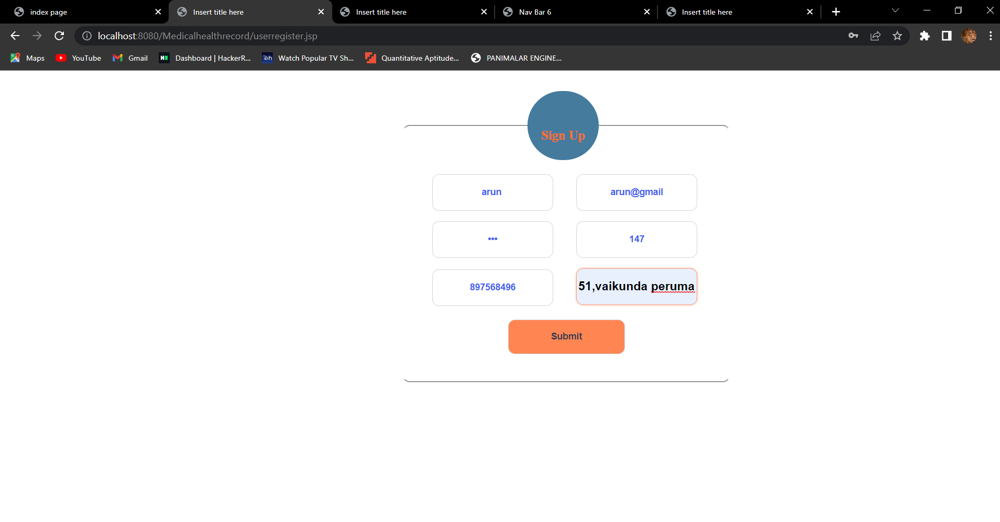 index page
Insert title here
Insert title here
Nav Bar 6
Insert title here
localhost:8080/Medicalhealthrecord/userregister.jsp
Maps
YouTube
Gmail
Dashboard | HackerR...
Watch Popular TV Sh...
Quantitative Aptitude...
PANIMALAR ENGINE...
Sign Up
arun
arun@gmail
•••
147
897568496
51,vaikunda peruma
Submit